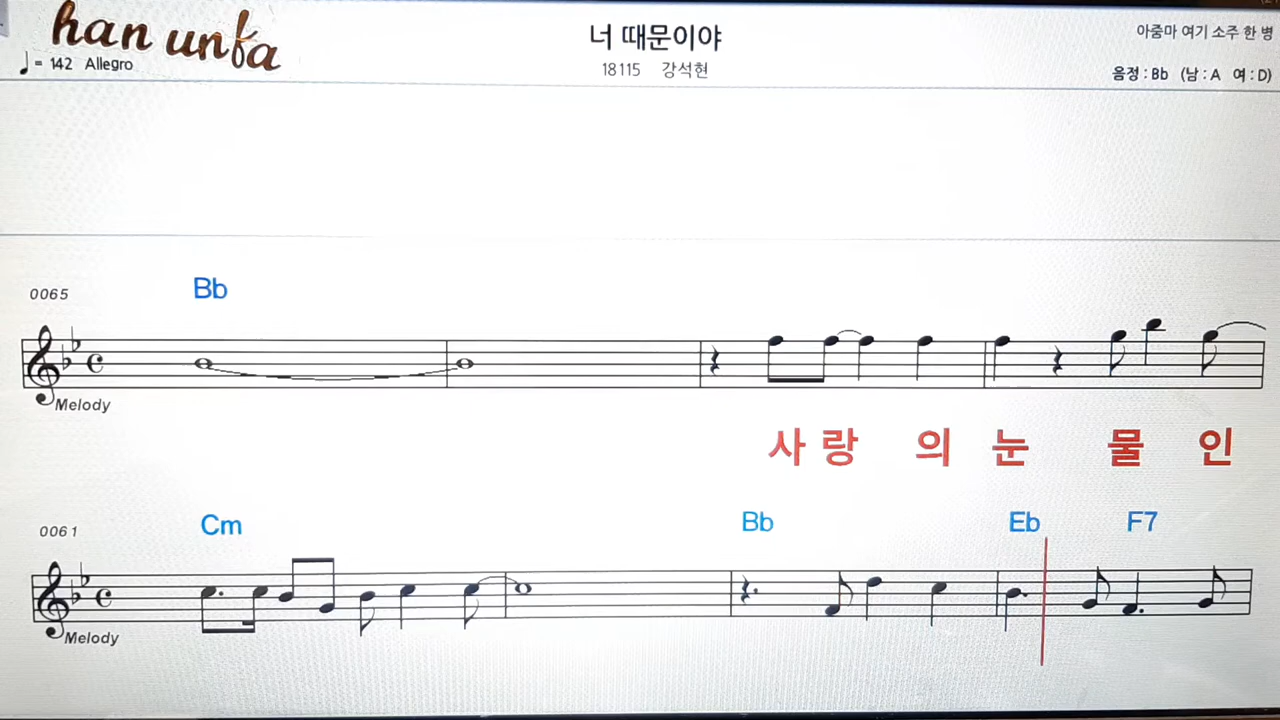 han unfa
너 때문이야
아줌마 여기 소주 한 병
♩ = 142 Allegro
18115 강석현
음정 : Bb (남 : A 여 : D)
0065
Bb
Melody
사 랑 의 눈 물 인
0061
Cm Bb Eb F7
Melody